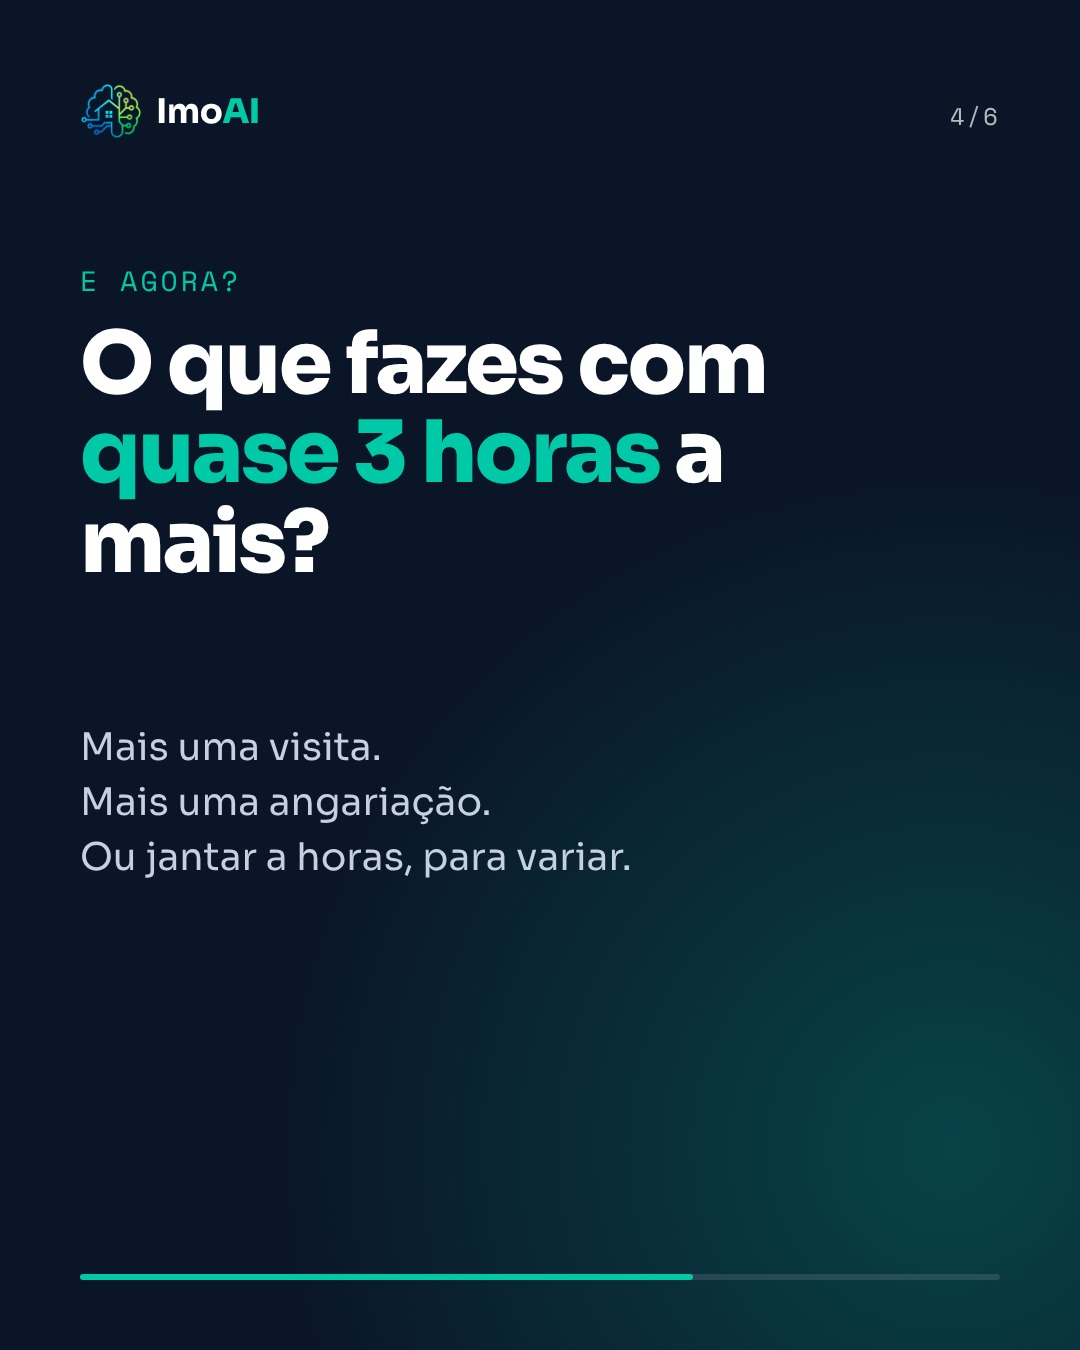 ImoAI
4 / 6
E AGORA?
O que fazes com
quase 3 horas a
mais?
Mais uma visita.
Mais uma angariação.
Ou jantar a horas, para variar.